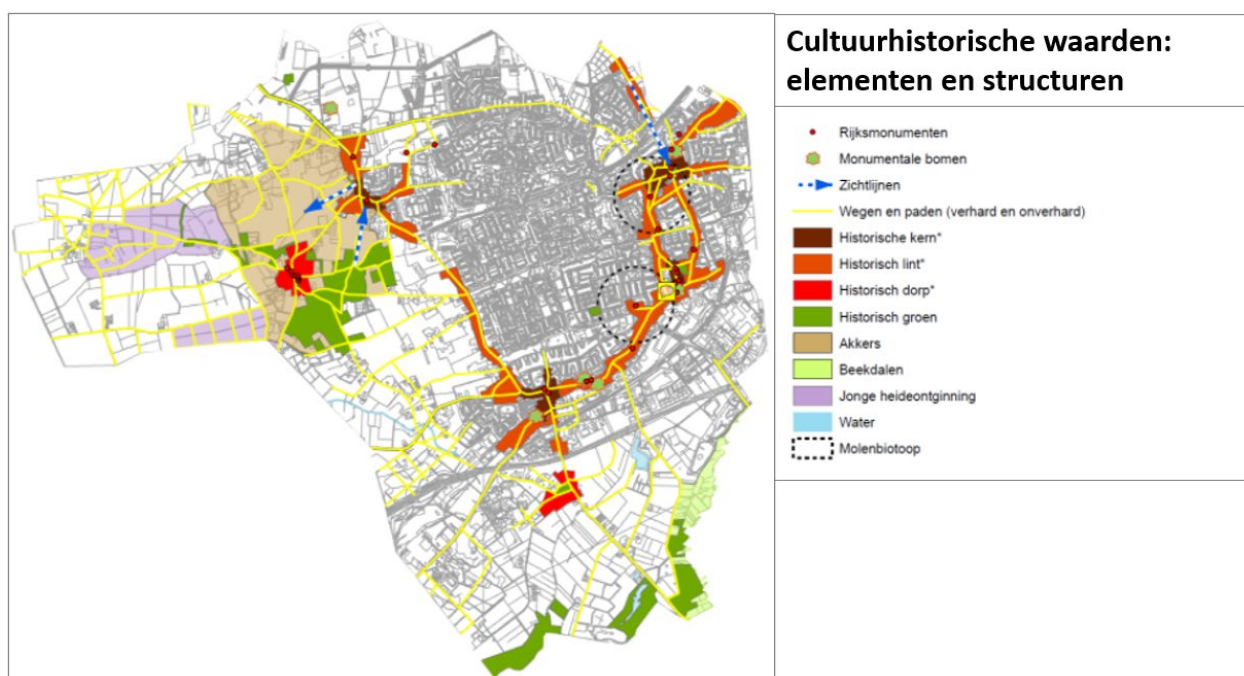 Cultuurhistorische waarden:
elementen en structuren
Rijksmonumenten
Monumentale bomen
Zichtlijnen
Wegen en paden (verhard en onverhard)
Historische kern*
Historisch lint*
Historisch dorp*
Historisch groen
Akkers
Beekdalen
Jonge heideontginning
Water
Molenbiotoop